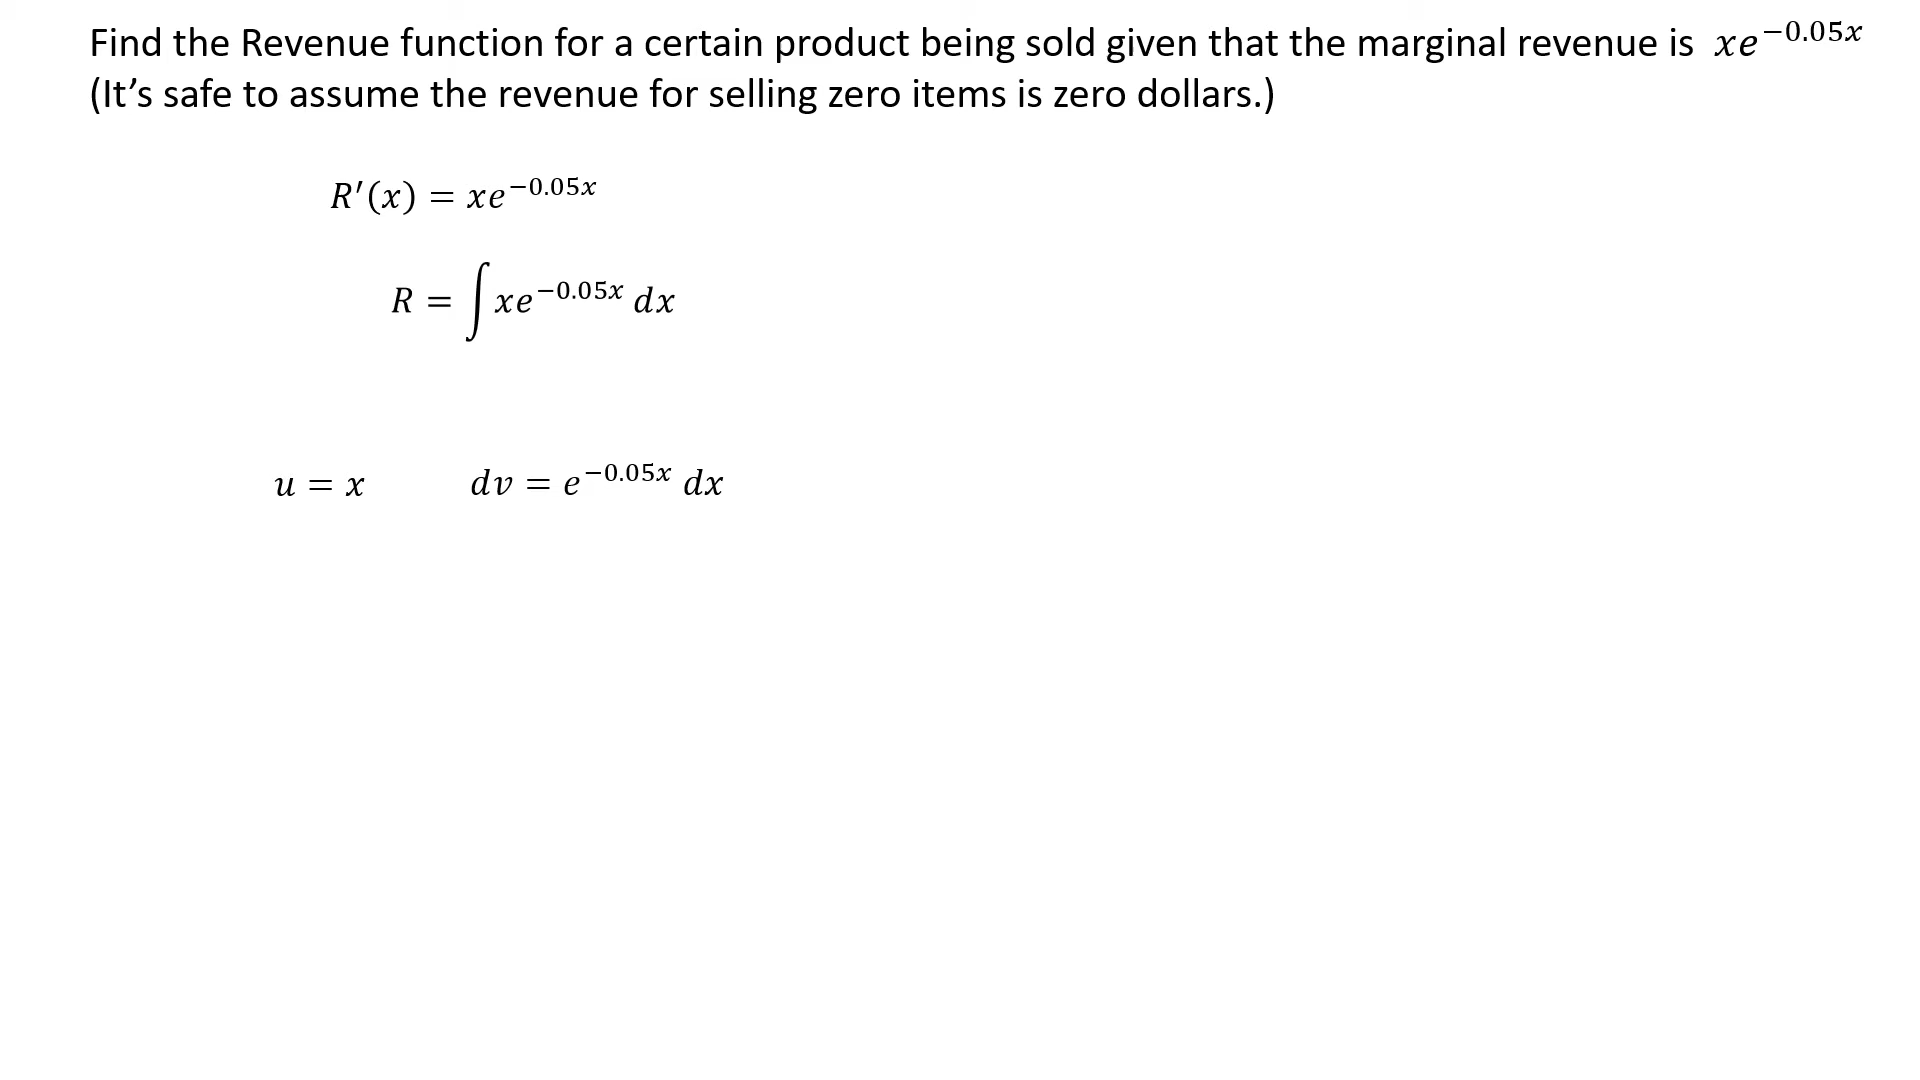 Find the Revenue function for a certain product being sold given that the marginal revenue is $xe^{-0.05x}$
(It’s safe to assume the revenue for selling zero items is zero dollars.)
$R'(x) = xe^{-0.05x}$
$R = \int xe^{-0.05x}\, dx$
$u = x$ $dv = e^{-0.05x}\, dx$